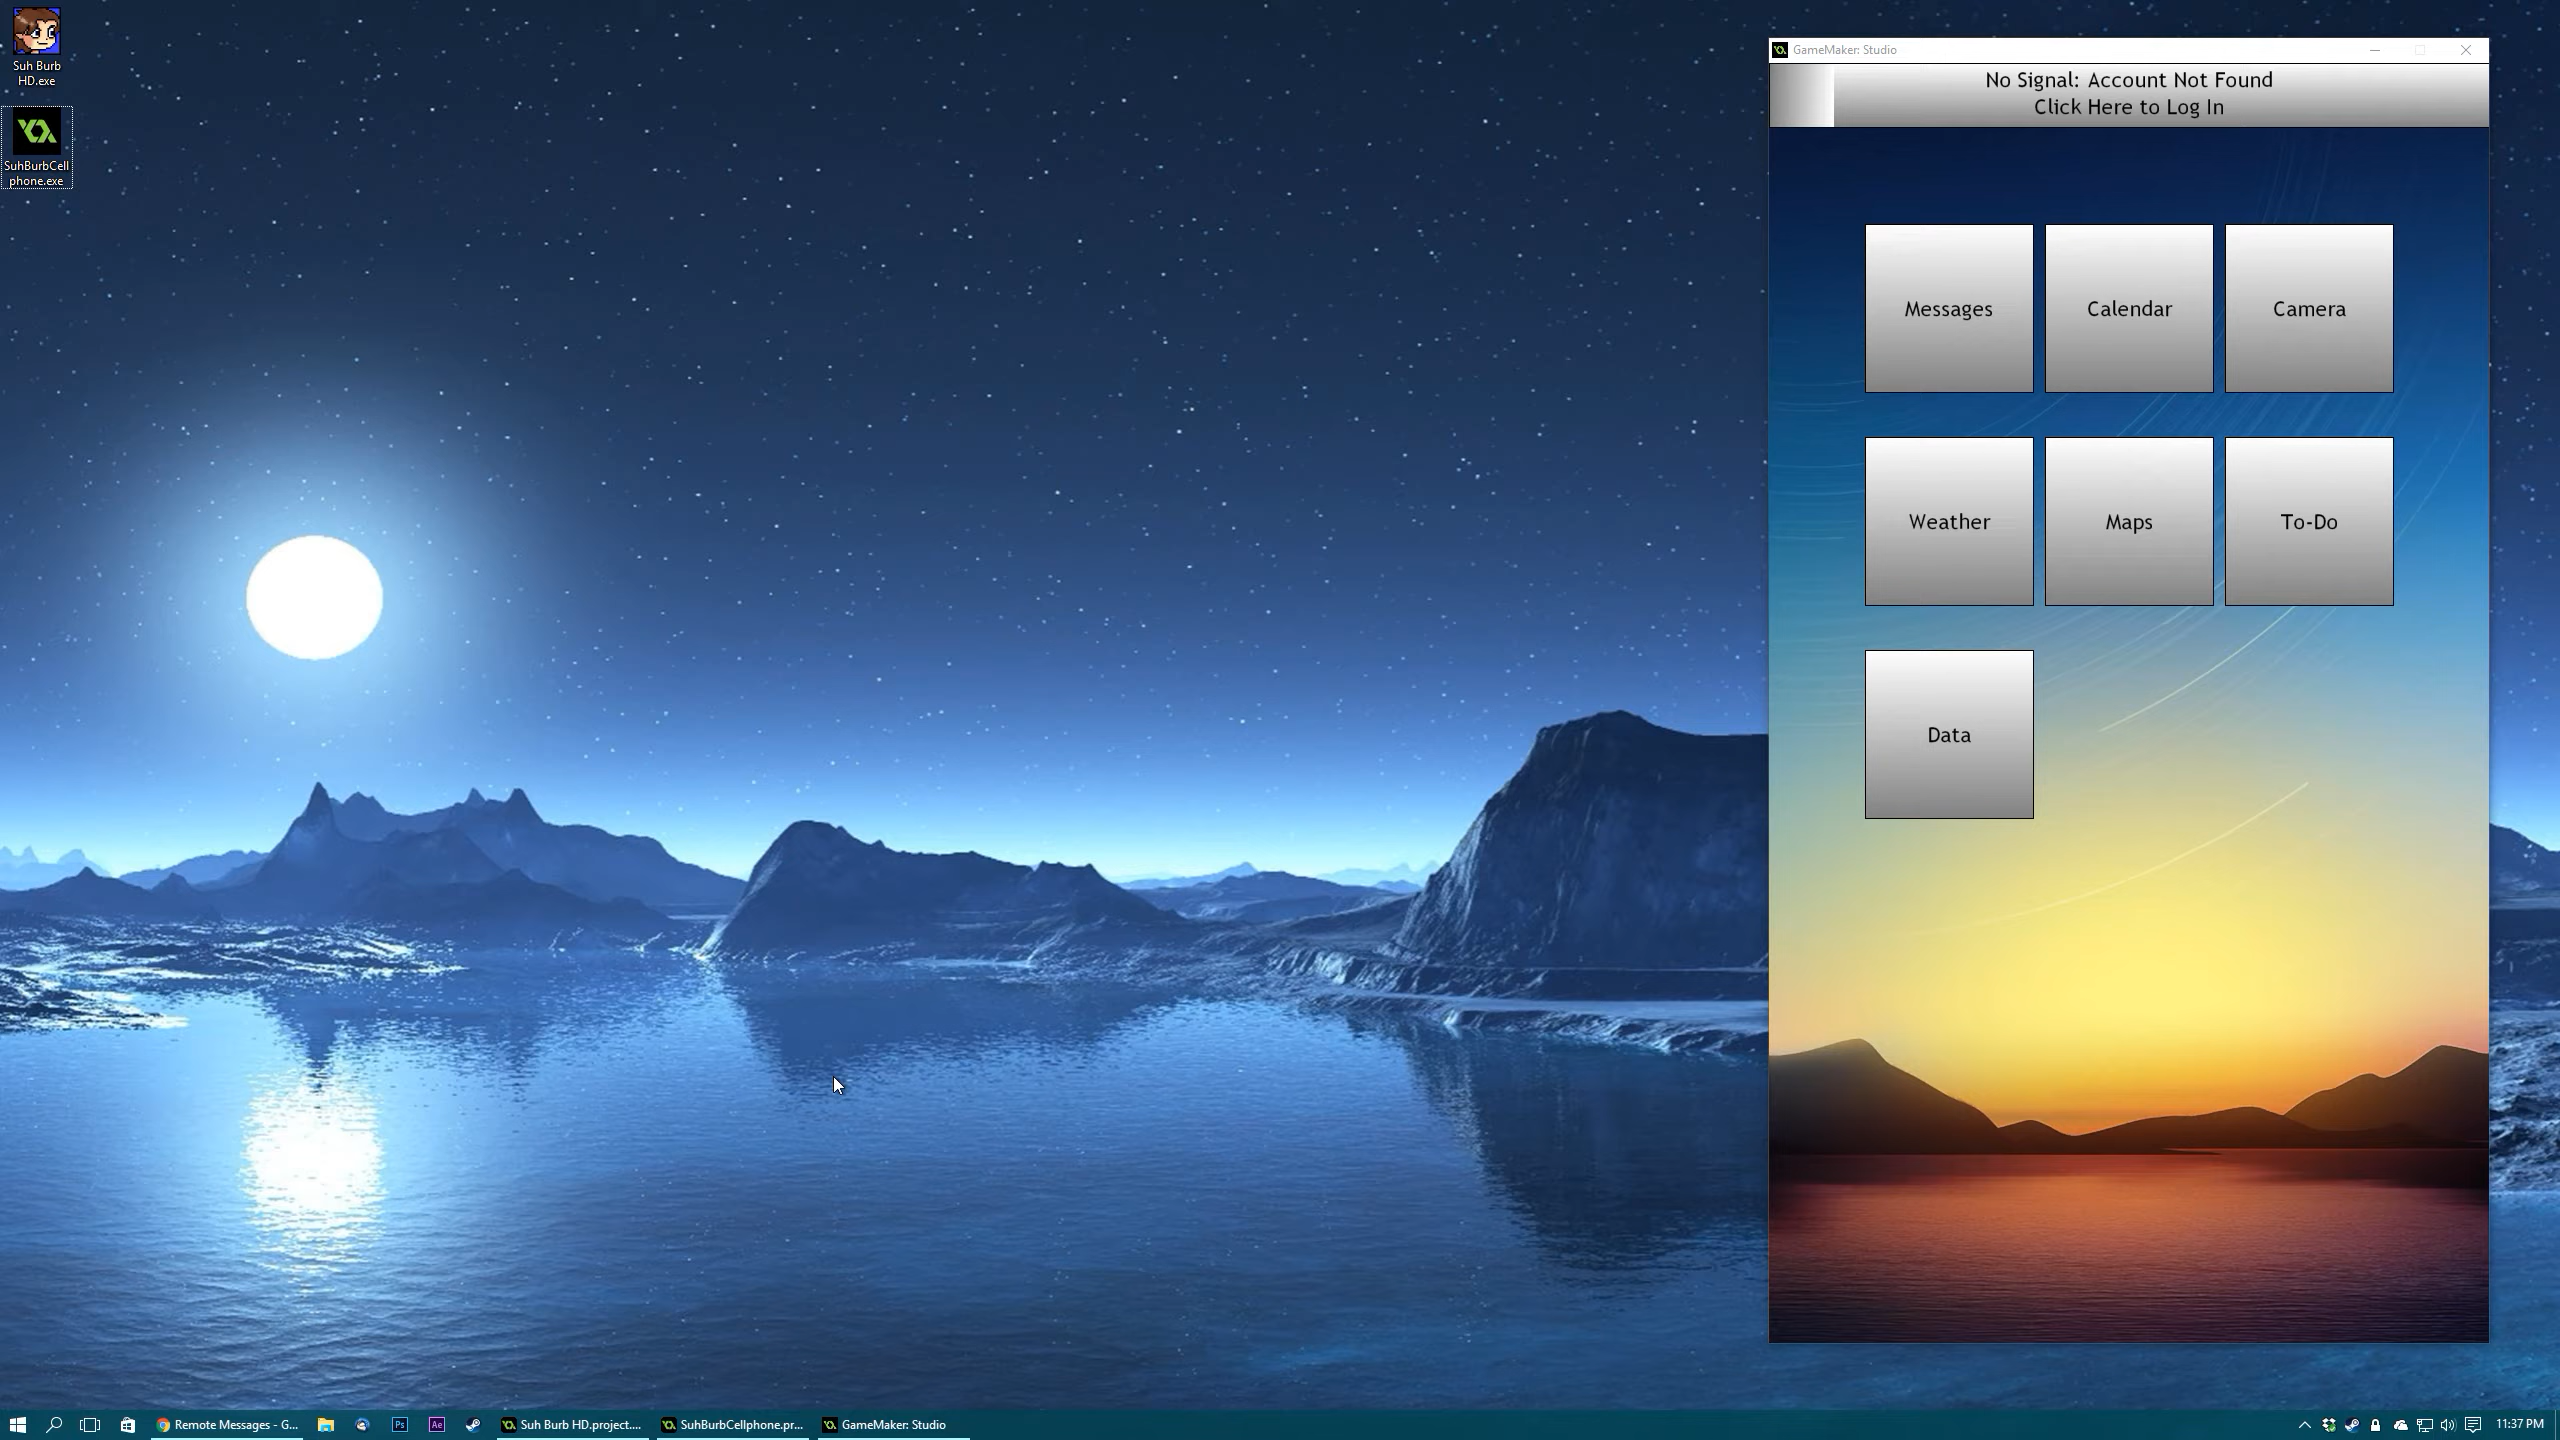 Suh Burb
HD.exe
SuhBurbCell
phone.exe
GameMaker: Studio
No Signal: Account Not Found
Click Here to Log In
Messages
Calendar
Camera
Weather
Maps
To-Do
Data
Remote Messages - G...
Ps
Ae
Suh Burb HD.project....
SuhBurbCellphone.pr...
GameMaker: Studio
11:37 PM